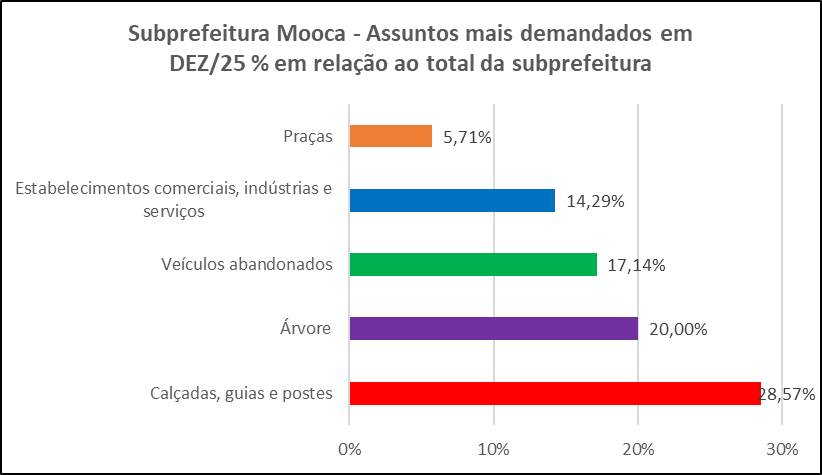 Subprefeitura Mooca - Assuntos mais demandados em
DEZ/25 % em relação ao total da subprefeitura
Praças
5,71%
Estabelecimentos comerciais, indústrias e
serviços
14,29%
Veículos abandonados
17,14%
Árvore
20,00%
Calçadas, guias e postes
28,57%
0%
10%
20%
30%